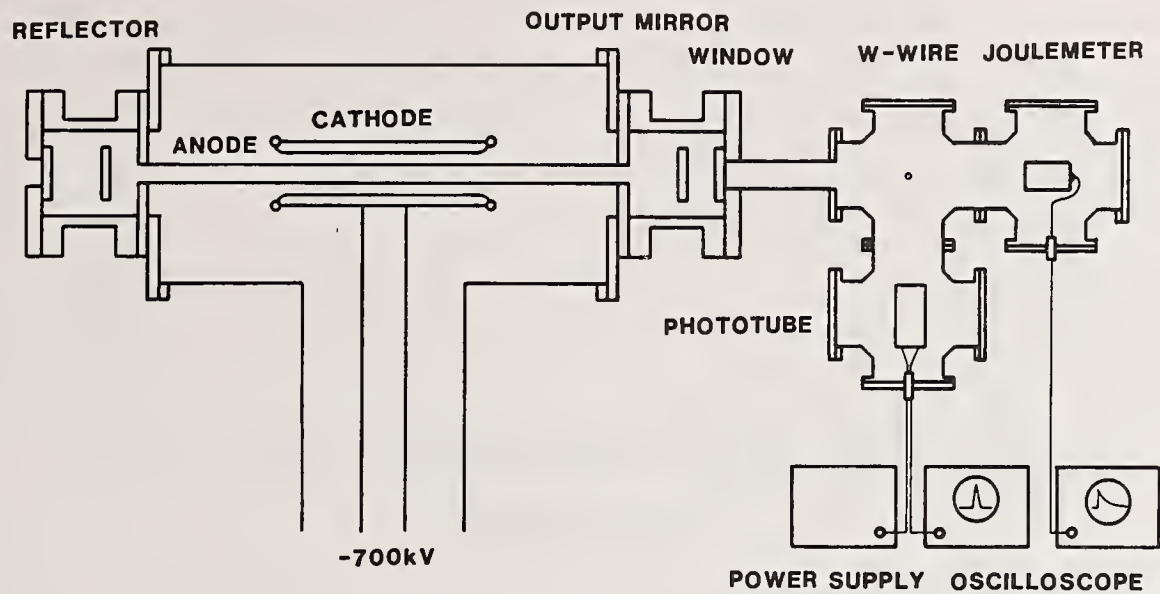 REFLECTOR
OUTPUT MIRROR
WINDOW
W-WIRE
JOULEMETER
CATHODE
ANODE
PHOTOTUBE
-700kV
POWER SUPPLY
OSCILLOSCOPE